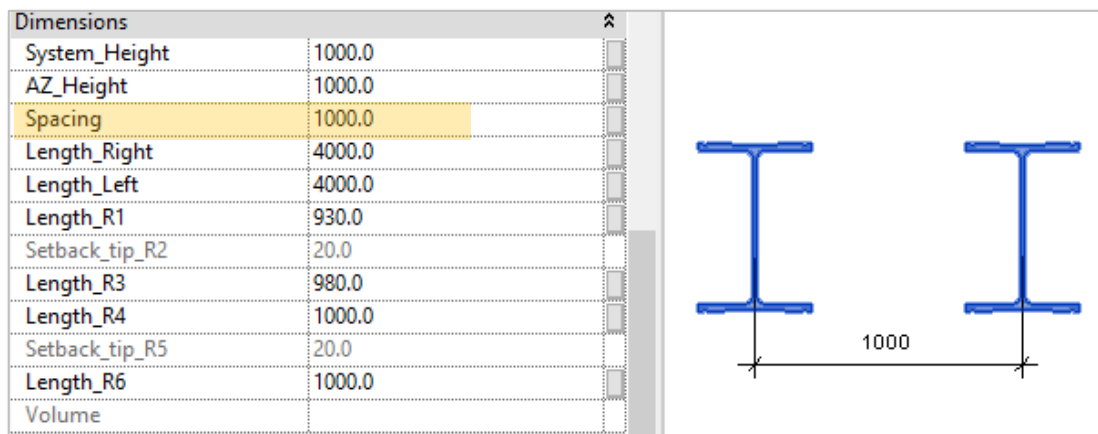 Dimensions
System_Height 1000.0
AZ_Height 1000.0
Spacing 1000.0
Length_Right 4000.0
Length_Left 4000.0
Length_R1 930.0
Setback_tip_R2 20.0
Length_R3 980.0
Length_R4 1000.0
Setback_tip_R5 20.0
Length_R6 1000.0
Volume
1000